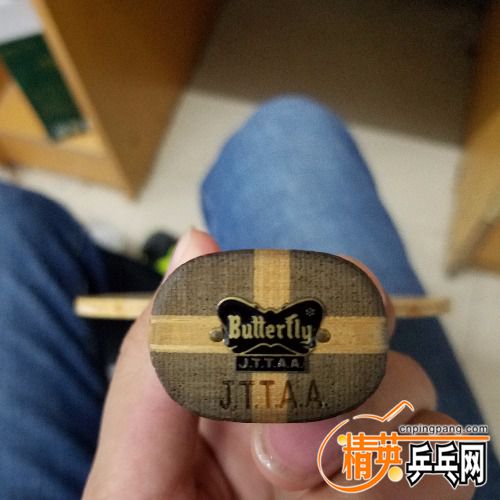 Butterfly*
J.T.T.A.A.
J.T.T.A.A.
cnpingpang.com
精英乒乓网